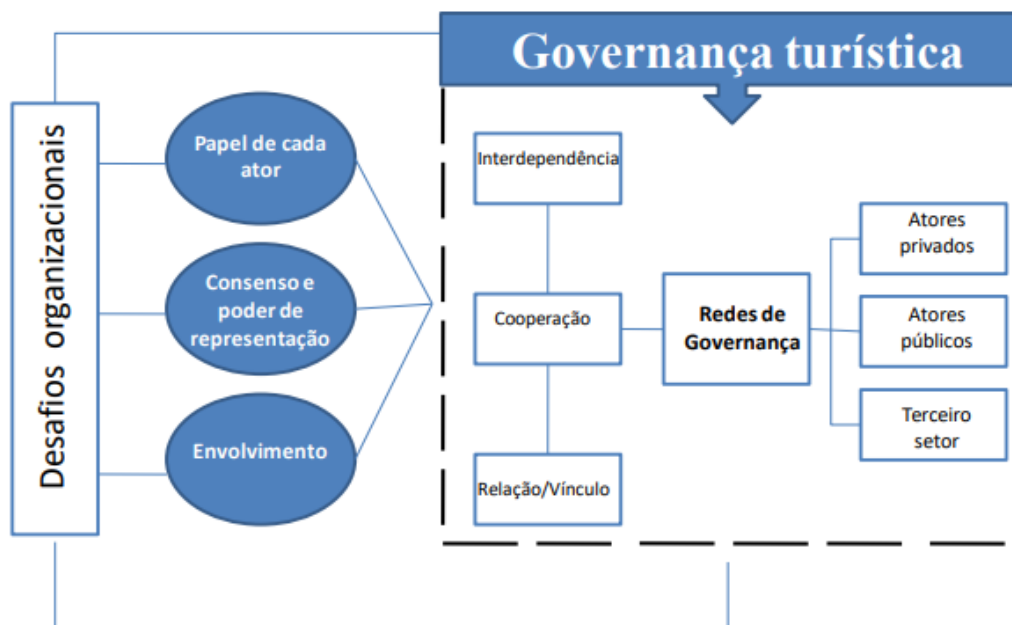 Governança turística
Desafios organizacionais
Papel de cada
ator
Consenso e
poder de
representação
Envolvimento
Interdependência
Cooperação
Relação/Vínculo
Redes de
Governança
Atores
privados
Atores
públicos
Terceiro
setor